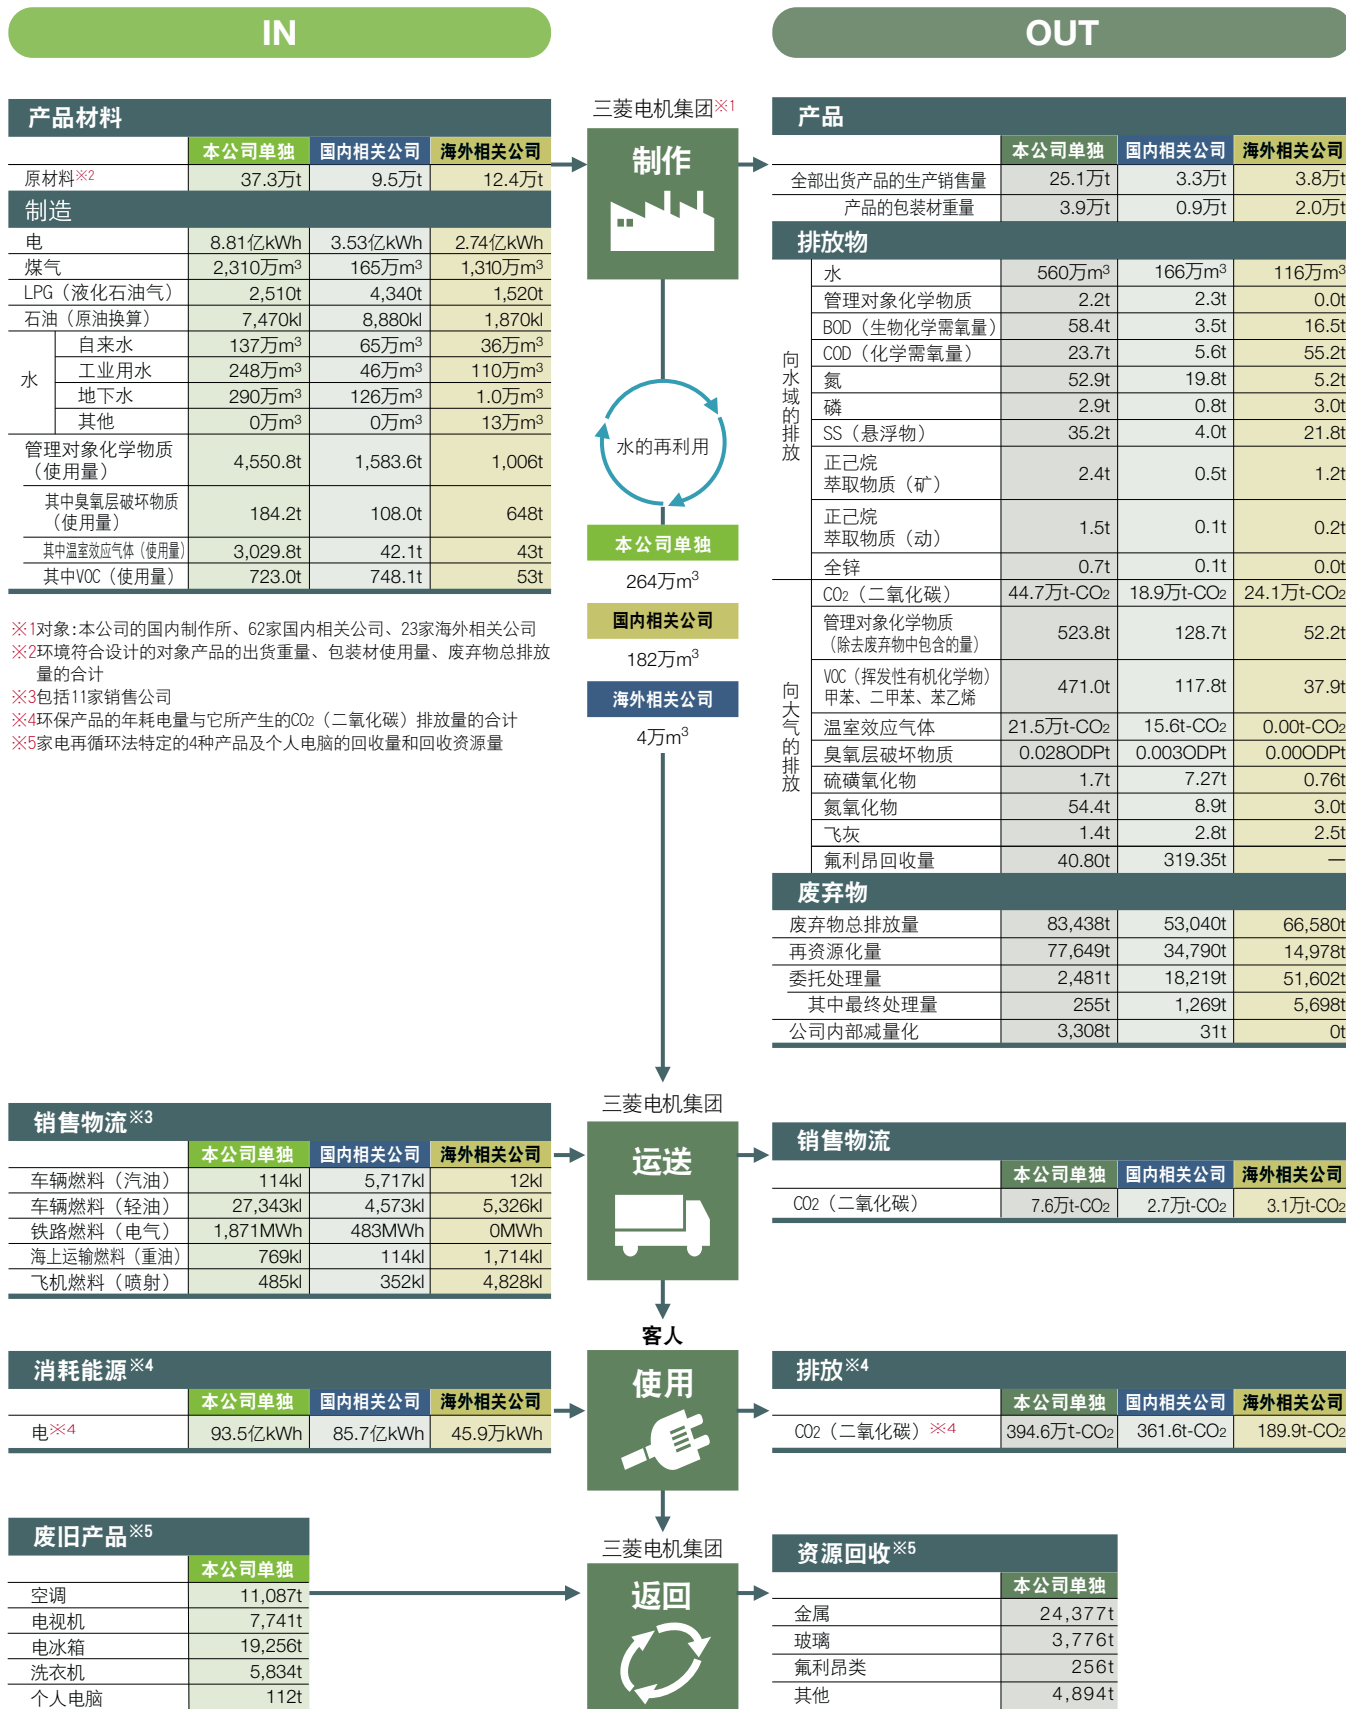 IN
产品材料
本公司单独 国内相关公司 海外相关公司
原材料※2 37.3万t 9.5万t 12.4万t
制造
电 8.81亿kWh 3.53亿kWh 2.74亿kWh
煤气 2,310万m³ 165万m³ 1,310万m³
LPG（液化石油气） 2,510t 4,340t 1,520t
石油（原油换算） 7,470kl 8,880kl 1,870kl
水
自来水 137万m³ 65万m³ 36万m³
工业用水 248万m³ 46万m³ 110万m³
地下水 290万m³ 126万m³ 1.0万m³
其他 0万m³ 0万m³ 13万m³
管理对象化学物质
（使用量） 4,550.8t 1,583.6t 1,006t
其中臭氧层破坏物质
（使用量） 184.2t 108.0t 648t
其中温室效应气体（使用量） 3,029.8t 42.1t 43t
其中VOC（使用量） 723.0t 748.1t 53t
※1对象:本公司的国内制作所、62家国内相关公司、23家海外相关公司
※2环境符合设计的对象产品的出货重量、包装材使用量、废弃物总排放
量的合计
※3包括11家销售公司
※4环保产品的年耗电量与它所产生的CO2（二氧化碳）排放量的合计
※5家电再循环法特定的4种产品及个人电脑的回收量和回收资源量
三菱电机集团※1
制作
水的再利用
本公司单独
264万m³
国内相关公司
182万m³
海外相关公司
4万m³
OUT
产品
本公司单独 国内相关公司 海外相关公司
全部出货产品的生产销售量 25.1万t 3.3万t 3.8万t
产品的包装材重量 3.9万t 0.9万t 2.0万t
排放物
向水域的排放
水 560万m³ 166万m³ 116万m³
管理对象化学物质 2.2t 2.3t 0.0t
BOD（生物化学需氧量） 58.4t 3.5t 16.5t
COD（化学需氧量） 23.7t 5.6t 55.2t
氮 52.9t 19.8t 5.2t
磷 2.9t 0.8t 3.0t
SS（悬浮物） 35.2t 4.0t 21.8t
正己烷
萃取物质（矿） 2.4t 0.5t 1.2t
正己烷
萃取物质（动） 1.5t 0.1t 0.2t
全锌 0.7t 0.1t 0.0t
向大气的排放
CO2（二氧化碳） 44.7万t-CO2 18.9万t-CO2 24.1万t-CO2
管理对象化学物质
（除去废弃物中包含的量） 523.8t 128.7t 52.2t
VOC（挥发性有机化学物）
甲苯、二甲苯、苯乙烯 471.0t 117.8t 37.9t
温室效应气体 21.5万t-CO2 15.6t-CO2 0.00t-CO2
臭氧层破坏物质 0.028ODPt 0.003ODPt 0.00ODPt
硫磺氧化物 1.7t 7.27t 0.76t
氮氧化物 54.4t 8.9t 3.0t
飞灰 1.4t 2.8t 2.5t
氟利昂回收量 40.80t 319.35t —
废弃物
废弃物总排放量 83,438t 53,040t 66,580t
再资源化量 77,649t 34,790t 14,978t
委托处理量 2,481t 18,219t 51,602t
其中最终处理量 255t 1,269t 5,698t
公司内部减量化 3,308t 31t 0t
销售物流※3
本公司单独 国内相关公司 海外相关公司
车辆燃料（汽油） 114kl 5,717kl 12kl
车辆燃料（轻油） 27,343kl 4,573kl 5,326kl
铁路燃料（电气） 1,871MWh 483MWh 0MWh
海上运输燃料（重油） 769kl 114kl 1,714kl
飞机燃料（喷射） 485kl 352kl 4,828kl
三菱电机集团
运送
销售物流
本公司单独 国内相关公司 海外相关公司
CO2（二氧化碳） 7.6万t-CO2 2.7万t-CO2 3.1万t-CO2
消耗能源※4
本公司单独 国内相关公司 海外相关公司
电※4 93.5亿kWh 85.7亿kWh 45.9万kWh
客人
使用
排放※4
本公司单独 国内相关公司 海外相关公司
CO2（二氧化碳）※4 394.6万t-CO2 361.6t-CO2 189.9t-CO2
废旧产品※5
本公司单独
空调 11,087t
电视机 7,741t
电冰箱 19,256t
洗衣机 5,834t
个人电脑 112t
三菱电机集团
返回
资源回收※5
本公司单独
金属 24,377t
玻璃 3,776t
氟利昂类 256t
其他 4,894t